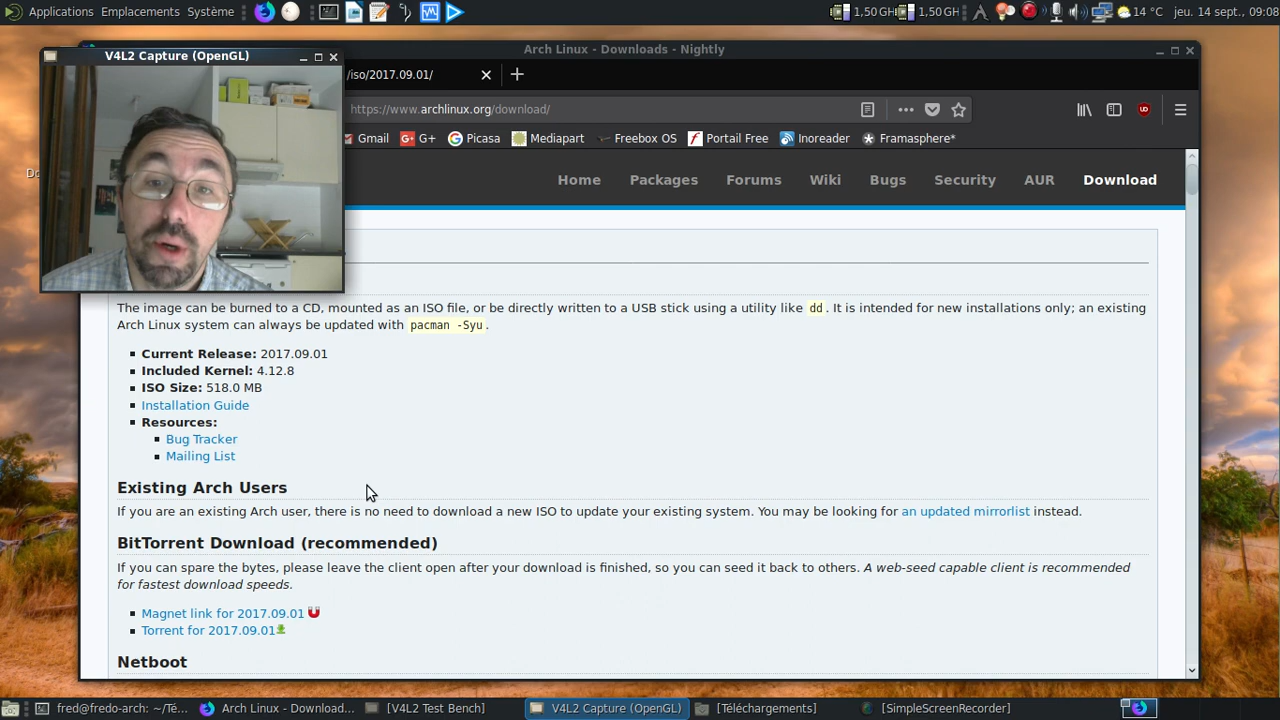 Applications Emplacements Système
1,50 GH 1,50 GH 14 °C jeu. 14 sept., 09:08
V4L2 Capture (OpenGL)
Arch Linux - Downloads - Nightly
/iso/2017.09.01/
https://www.archlinux.org/download/
Gmail G+ Picasa Mediapart Freebox OS Portail Free Inoreader Framasphere*
Home Packages Forums Wiki Bugs Security AUR Download
The image can be burned to a CD, mounted as an ISO file, or be directly written to a USB stick using a utility like dd. It is intended for new installations only; an existing
Arch Linux system can always be updated with pacman -Syu.
Current Release: 2017.09.01
Included Kernel: 4.12.8
ISO Size: 518.0 MB
Installation Guide
Resources:
Bug Tracker
Mailing List
Existing Arch Users
If you are an existing Arch user, there is no need to download a new ISO to update your existing system. You may be looking for an updated mirrorlist instead.
BitTorrent Download (recommended)
If you can spare the bytes, please leave the client open after your download is finished, so you can seed it back to others. A web-seed capable client is recommended
for fastest download speeds.
Magnet link for 2017.09.01
Torrent for 2017.09.01
Netboot
fred@fredo-arch: ~/Té... Arch Linux - Download... [V4L2 Test Bench] V4L2 Capture (OpenGL) [Téléchargements] [SimpleScreenRecorder]